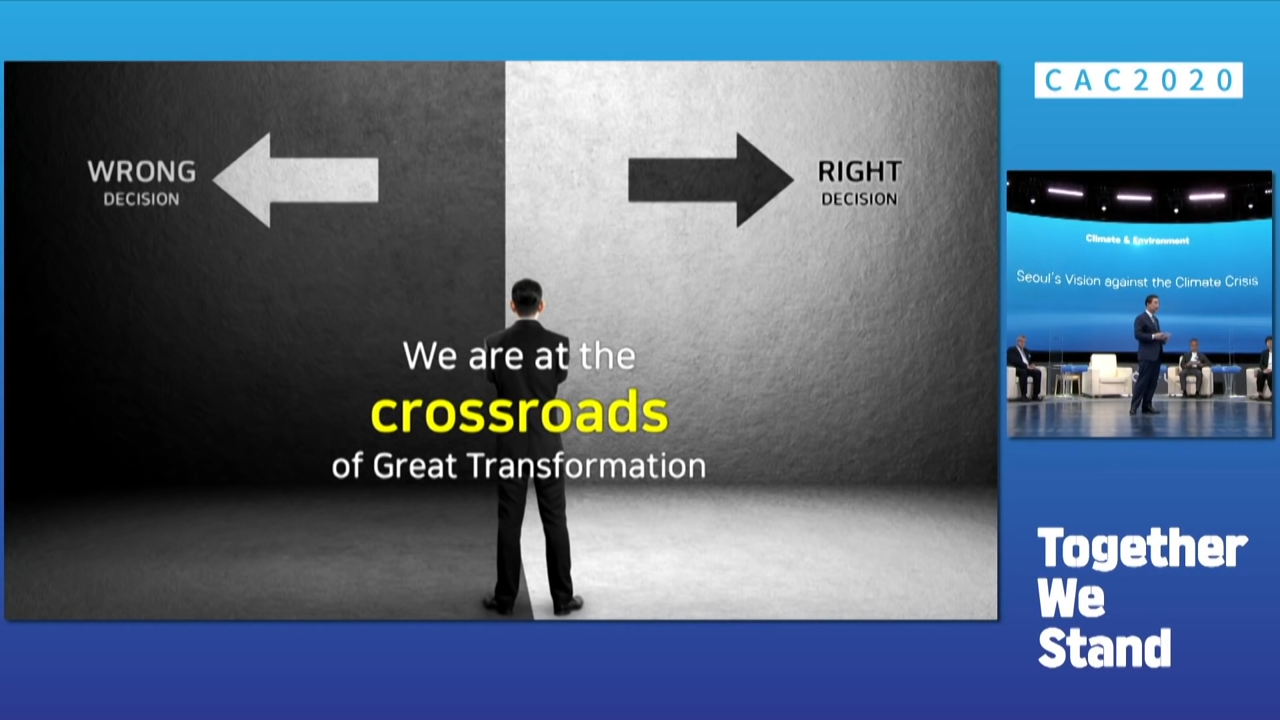 WRONG
DECISION
RIGHT
DECISION
We are at the
crossroads
of Great Transformation
CAC2020
Climate & Environment
Seoul's Vision against the Climate Crisis
Together
We
Stand